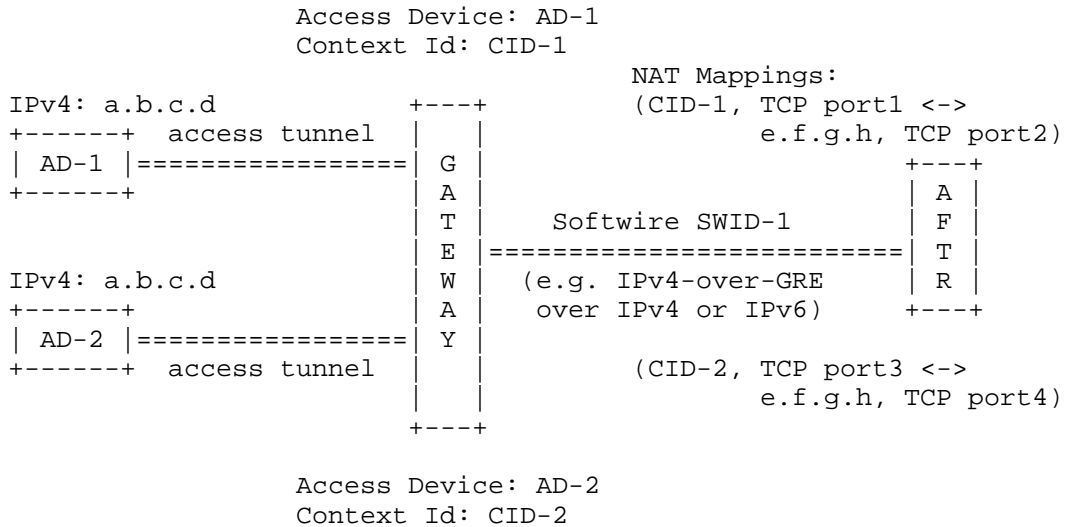 Access Device: AD-1
Context Id: CID-1
NAT Mappings:
IPv4: a.b.c.d +---+ (CID-1, TCP port1 <->
+------+ access tunnel | | e.f.g.h, TCP port2)
| AD-1 |=================| G | +---+
+------+ | A | | A |
| T | Softwire SWID-1 | F |
| E |==========================| T |
IPv4: a.b.c.d | W | (e.g. IPv4-over-GRE | R |
+------+ | A | over IPv4 or IPv6) +---+
| AD-2 |=================| Y |
+------+ access tunnel | | (CID-2, TCP port3 <->
| | e.f.g.h, TCP port4)
+---+
Access Device: AD-2
Context Id: CID-2